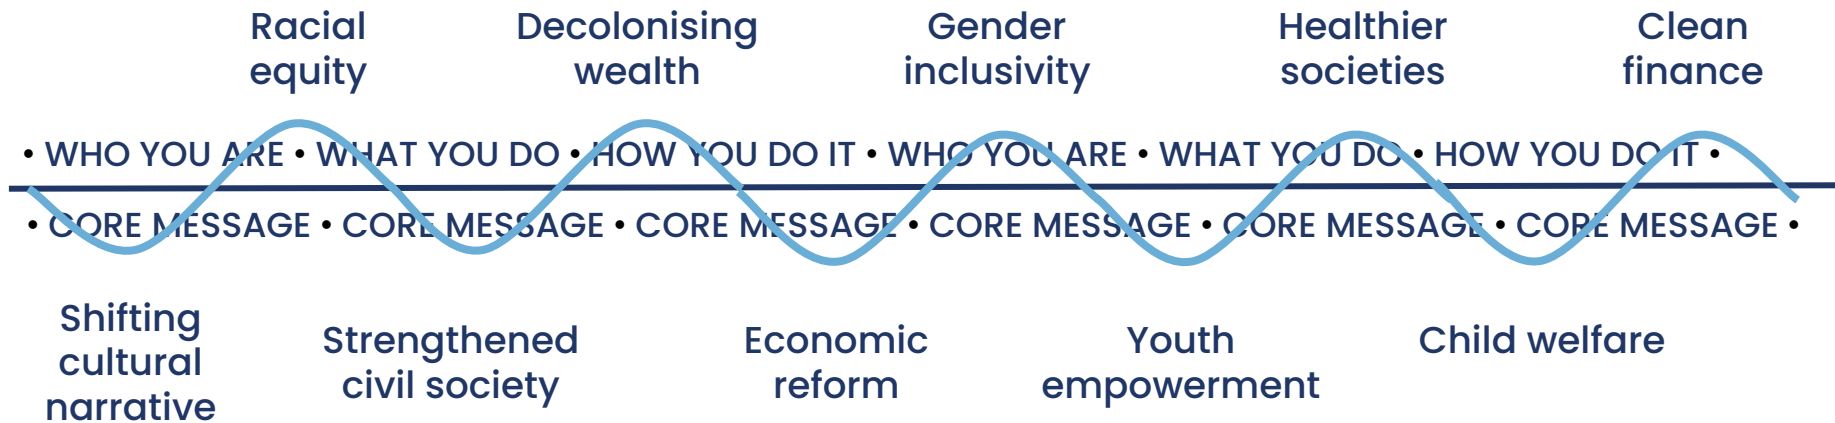 Racial
equity
Decolonising
wealth
Gender
inclusivity
Healthier
societies
Clean
finance
• WHO YOU ARE • WHAT YOU DO • HOW YOU DO IT • WHO YOU ARE • WHAT YOU DO • HOW YOU DO IT •
• CORE MESSAGE • CORE MESSAGE • CORE MESSAGE • CORE MESSAGE • CORE MESSAGE • CORE MESSAGE •
Shifting
cultural
narrative
Strengthened
civil society
Economic
reform
Youth
empowerment
Child welfare